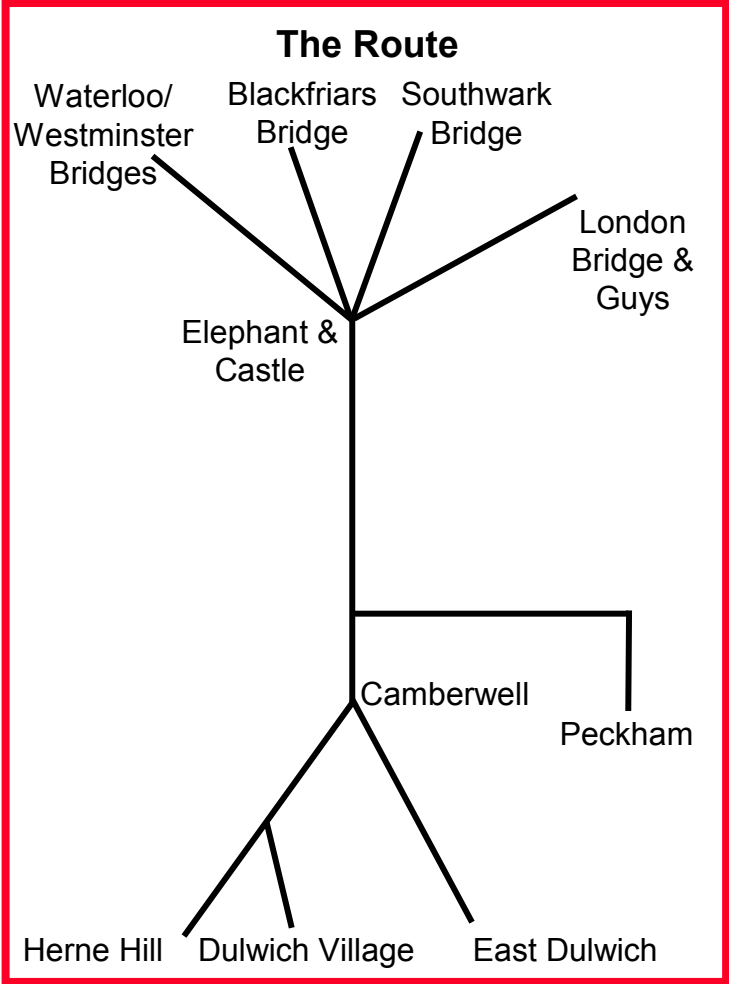 The Route
Waterloo/
Westminster
Bridges
Blackfriars
Bridge
Southwark
Bridge
London
Bridge &
Guys
Elephant &
Castle
Camberwell
Peckham
Herne Hill
Dulwich Village
East Dulwich